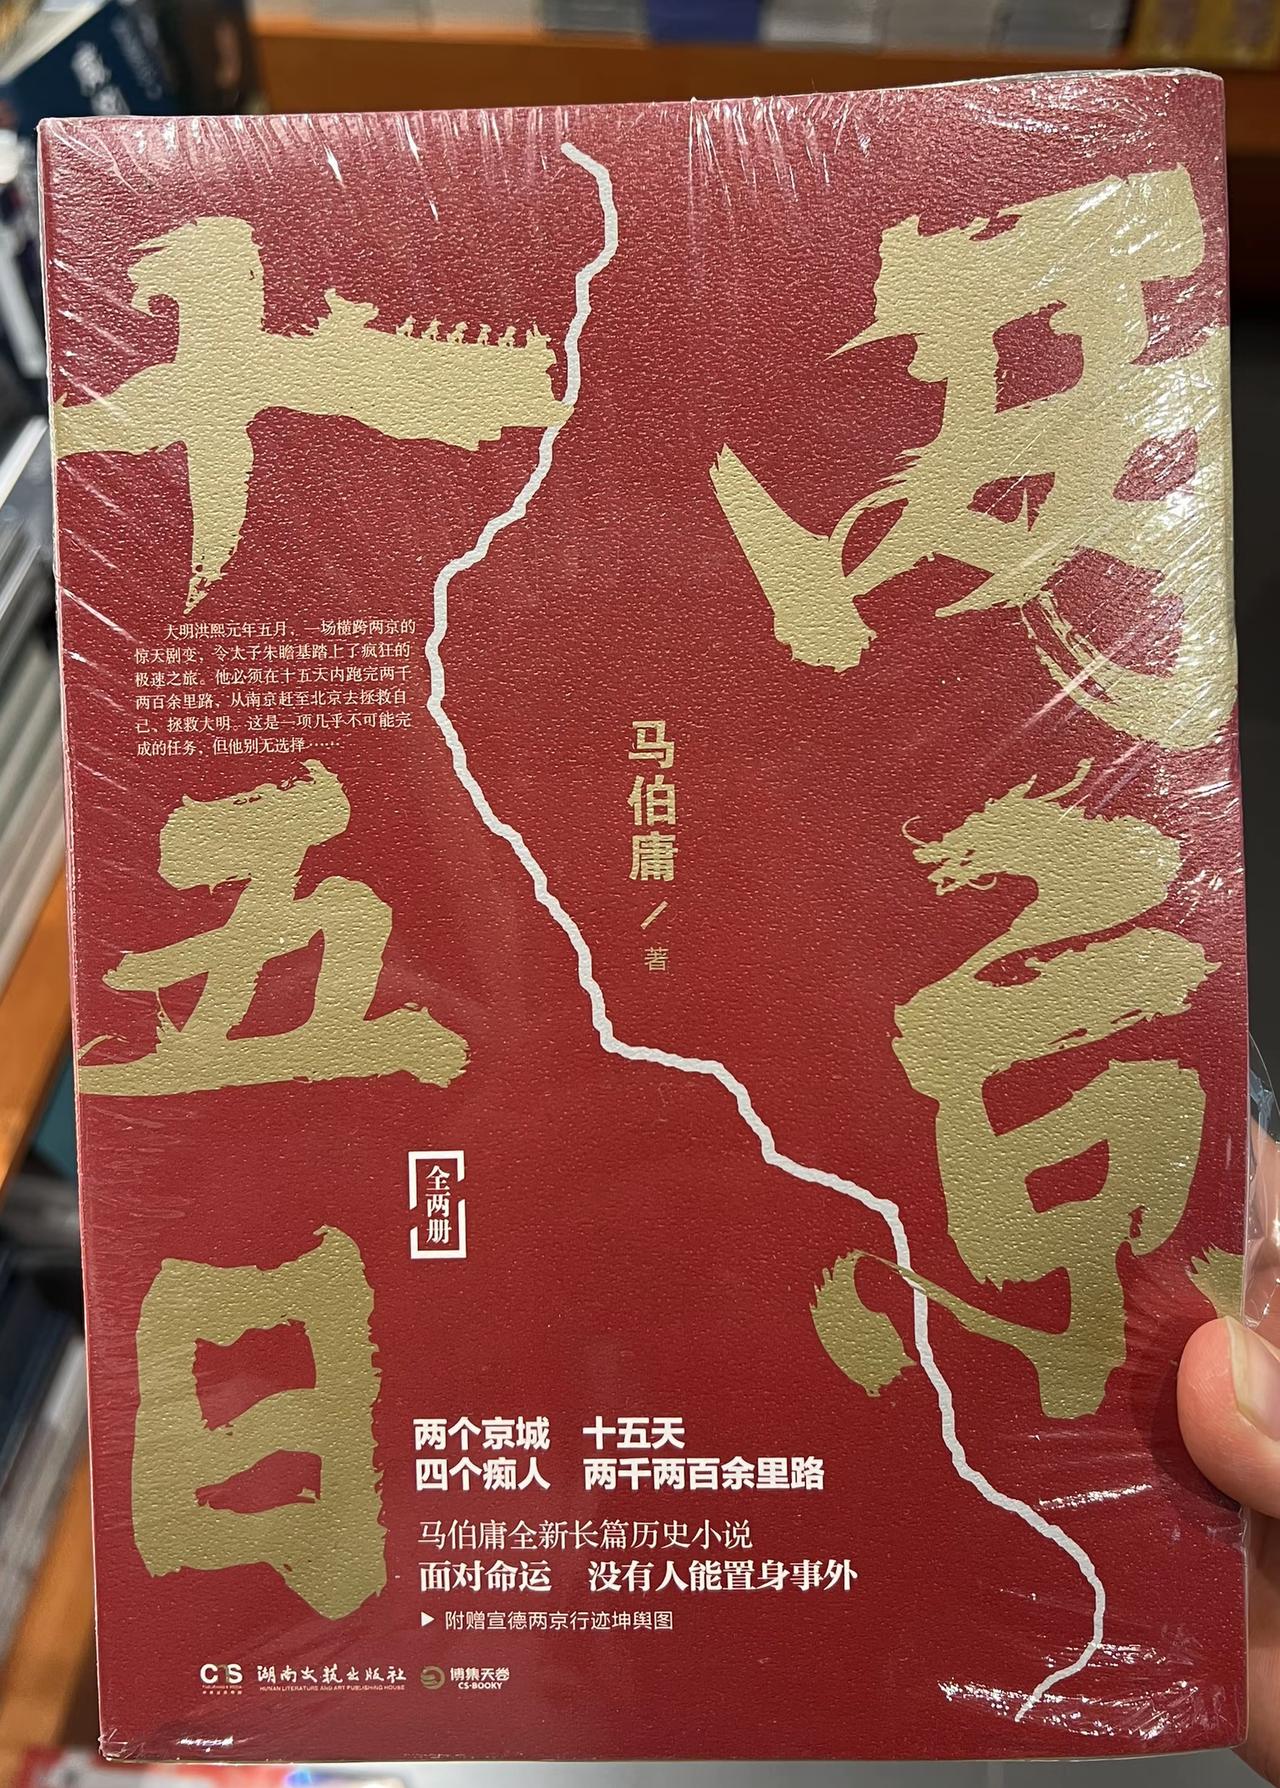 两京
十五日
大明洪熙元年五月，一场横跨两京的
惊天剧变，令太子朱瞻基踏上了疯狂的
极速之旅。他必须在十五天内跑完两千
两百余里路，从南京赶至北京去拯救自
己、拯救大明。这是一项几乎不可能完
成的任务，但他别无选择……
马伯庸／著
全两册
两个京城 十五天
四个痴人 两千两百余里路
马伯庸全新长篇历史小说
面对命运 没有人能置身事外
▶ 附赠宣德两京行迹坤舆图
湖南文艺出版社
HUNAN LITERATURE AND ART PUBLISHING HOUSE
博集天卷
CS-BOOKY